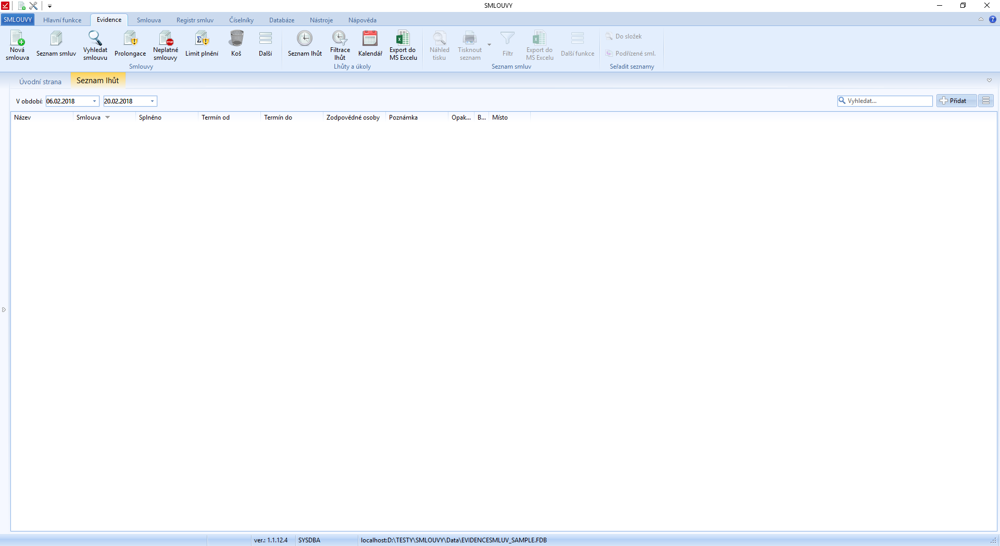 SMLOUVY
SMLOUVY Hlavní funkce Evidence Smlouva Registr smluv Číselníky Databáze Nástroje Nápověda
Nová smlouva
Seznam smluv
Vyhledat smlouvu
Prolongace
Neplatné smlouvy
Limit plnění
Koš
Další
Smlouvy
Seznam lhůt
Filtrace lhůt
Kalendář
Export do MS Excelu
Lhůty a úkoly
Náhled tisku
Tisknout seznam
Filtr
Export do MS Excelu
Další funkce
Seznam smluv
Do složek
Podřízené sml.
Seřadit seznamy
Úvodní strana Seznam lhůt
V období: 06.02.2018 20.02.2018 Vyhledat... Přidat
Název Smlouva Splněno Termín od Termín do Zodpovědné osoby Poznámka Opak... B... Místo
ver.: 1.1.12.4 SYSDBA localhost:D:\TESTY\SMLOUVY\Data\EVIDENCESMLUV_SAMPLE.FDB